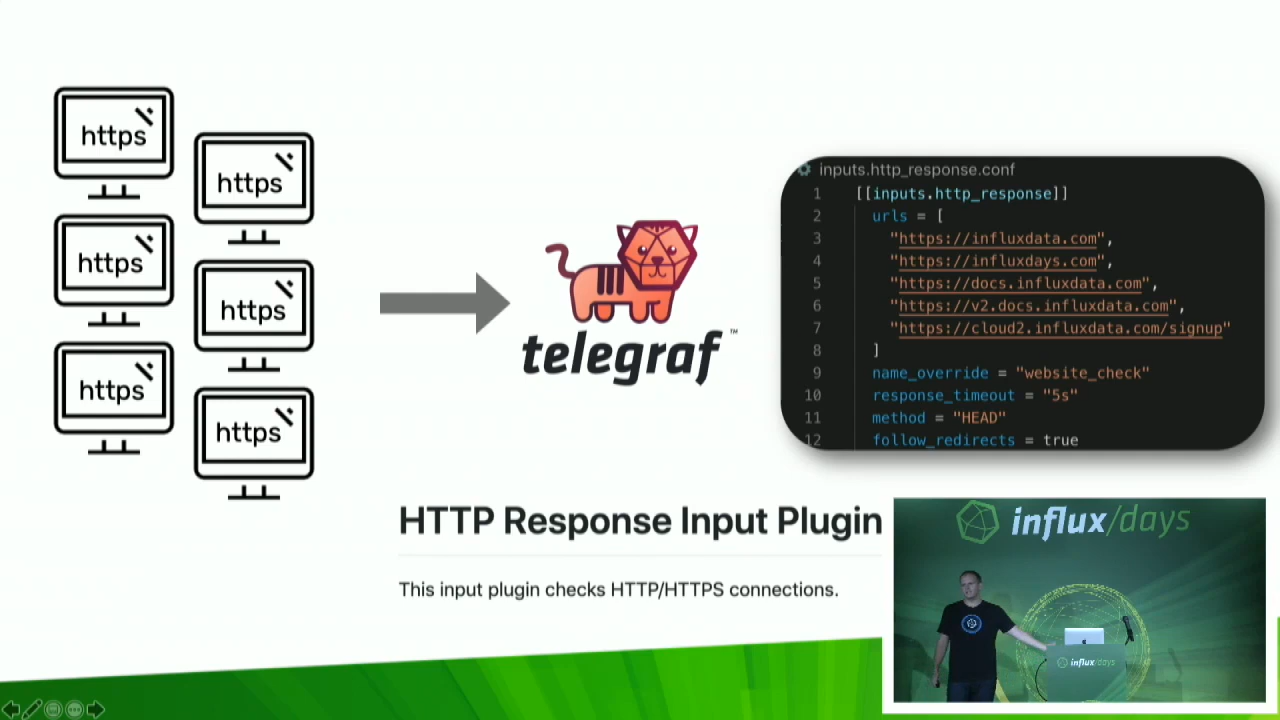 https
https
https
https
https
https
telegraf™
inputs.http_response.conf
1 [[inputs.http_response]]
2 urls = [
3 "https://influxdata.com",
4 "https://influxdays.com",
5 "https://docs.influxdata.com",
6 "https://v2.docs.influxdata.com",
7 "https://cloud2.influxdata.com/signup"
8 ]
9 name_override = "website_check"
10 response_timeout = "5s"
11 method = "HEAD"
12 follow_redirects = true
HTTP Response Input Plugin
This input plugin checks HTTP/HTTPS connections.
influx/days
influx/days